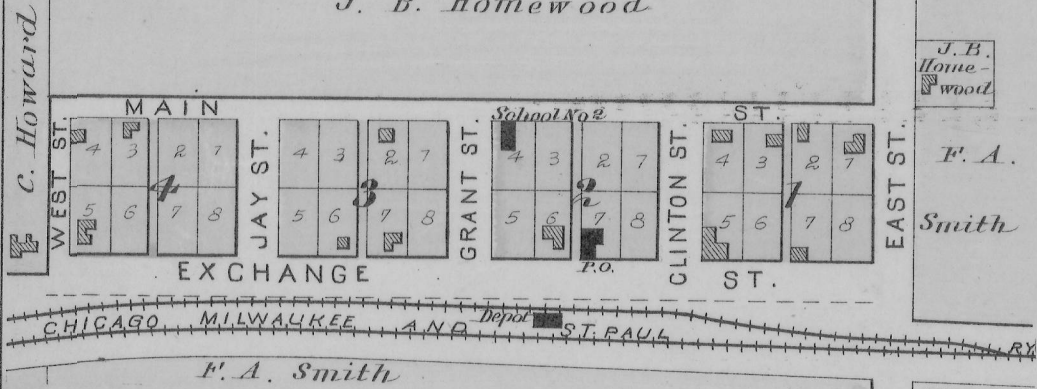 J. B. Homewood
C. Howard
J. B.
Home-
wood
MAIN ST.
School No 2
WEST ST.
JAY ST.
GRANT ST.
CLINTON ST.
EAST ST.
4 3 2 1 4 3 2 1 4 3 2 1 4 3 2 1
4 3 2 1
5 6 7 8 5 6 7 8 5 6 7 8 5 6 7 8
F. A.
Smith
P.O.
EXCHANGE ST.
Depot
CHICAGO MILWAUKEE AND ST. PAUL RY
F. A. Smith